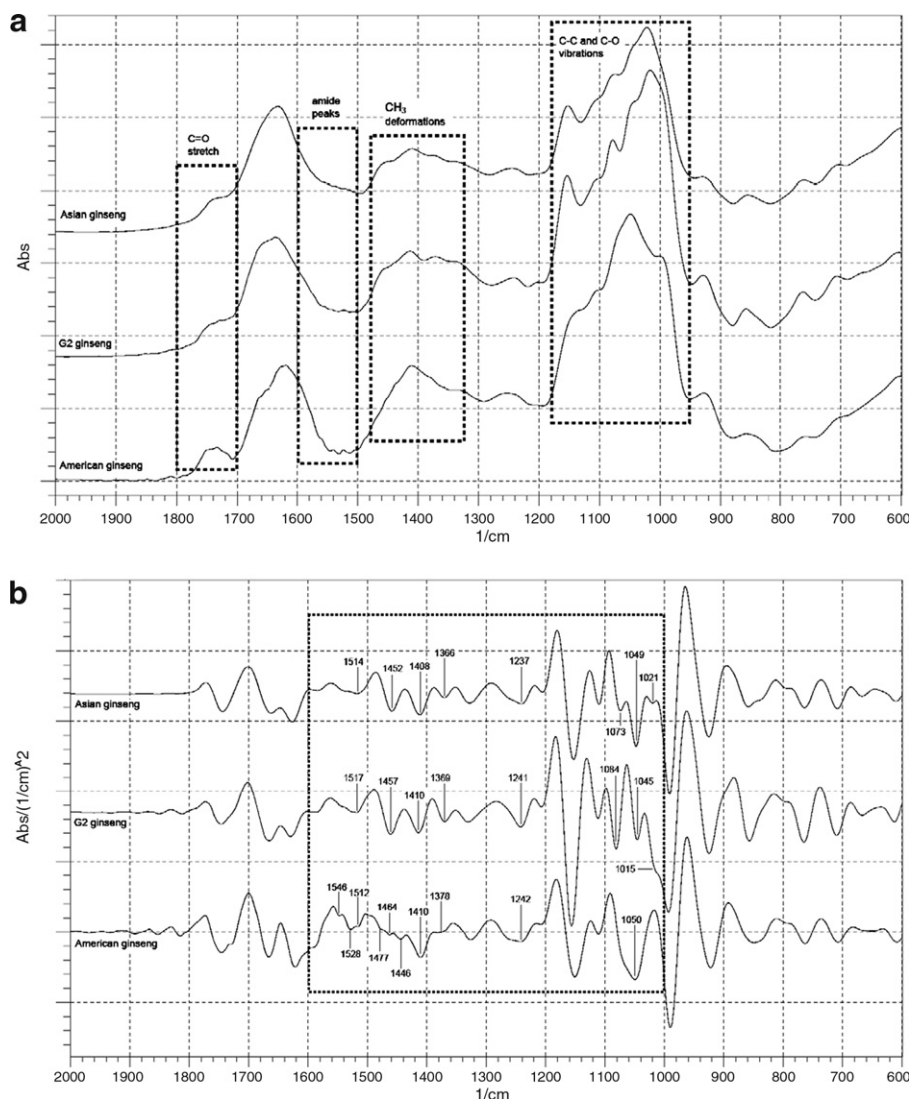 a
C-C and C-O
vibrations
amide
peaks
CH3
deformations
C=O
stretch
Asian ginseng
Abs
G2 ginseng
American ginseng
2000 1900 1800 1700 1600 1500 1400 1300 1200 1100 1000 900 800 700 600
1/cm
b
1514 1452 1408 1366 1237 1049 1021
Asian ginseng
1073
1517 1457 1410 1369 1241 1084 1045
Abs/(1/cm)^2
G2 ginseng
1015
1546 1512 1464 1410 1378 1242
1050
American ginseng
1528 1477 1446
2000 1900 1800 1700 1600 1500 1400 1300 1200 1100 1000 900 800 700 600
1/cm